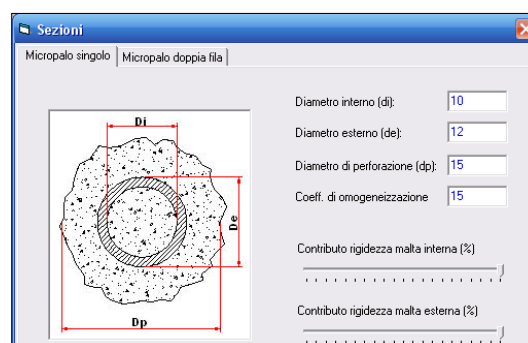 Sezioni
Micropalo singolo Micropalo doppia fila
Di
De
Dp
Diametro interno (di): 10
Diametro esterno (de): 12
Diametro di perforazione (dp): 15
Coeff. di omogeneizzazione 15
Contributo rigidezza malta interna (%)
Contributo rigidezza malta esterna (%)